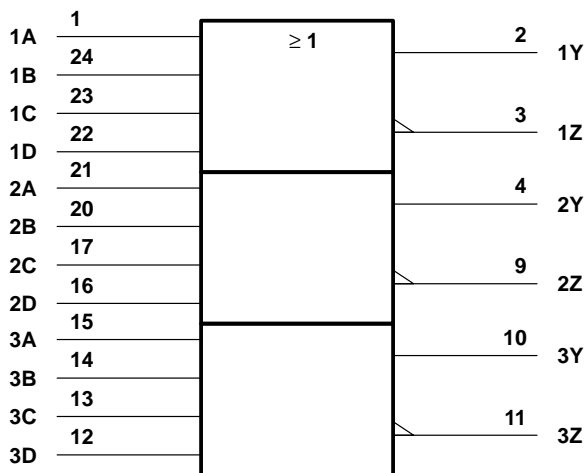 1A 1 ≥ 1 2 1Y
1B 24
1C 23 3 1Z
1D 22
2A 21 4 2Y
2B 20
2C 17 9 2Z
2D 16
3A 15 10 3Y
3B 14
3C 13 11 3Z
3D 12